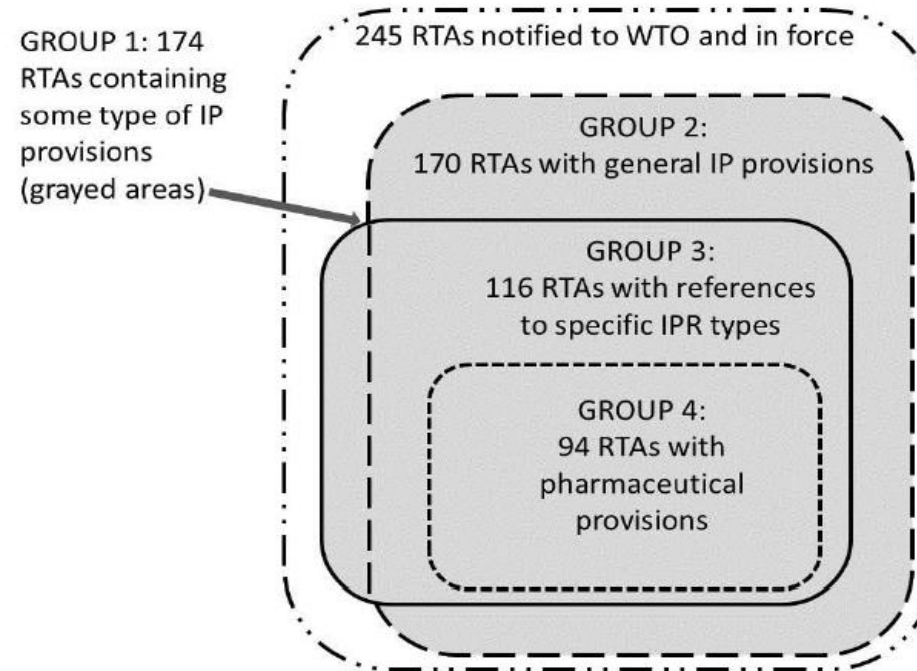 GROUP 1: 174
RTAs containing
some type of IP
provisions
(grayed areas)
245 RTAs notified to WTO and in force
GROUP 2:
170 RTAs with general IP provisions
GROUP 3:
116 RTAs with references
to specific IPR types
GROUP 4:
94 RTAs with
pharmaceutical
provisions